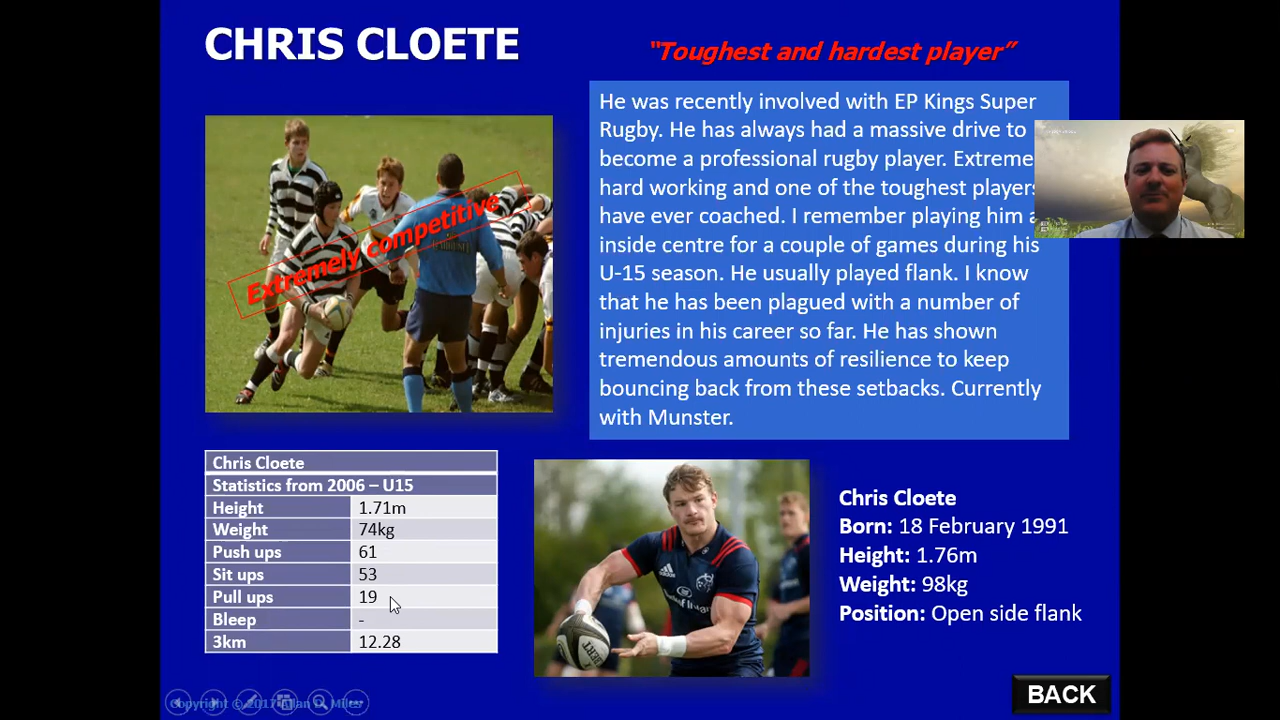 CHRIS CLOETE
"Toughest and hardest player"
He was recently involved with EP Kings Super
Rugby. He has always had a massive drive to
become a professional rugby player. Extreme
hard working and one of the toughest players
have ever coached. I remember playing him a
inside centre for a couple of games during his
U-15 season. He usually played flank. I know
that he has been plagued with a number of
injuries in his career so far. He has shown
tremendous amounts of resilience to keep
bouncing back from these setbacks. Currently
with Munster.
Extremely competitive
Chris Cloete
Statistics from 2006 – U15
Height 1.71m
Weight 74kg
Push ups 61
Sit ups 53
Pull ups 19
Bleep -
3km 12.28
Chris Cloete
Born: 18 February 1991
Height: 1.76m
Weight: 98kg
Position: Open side flank
BACK
Copyright © 2017 Allan D. Miles